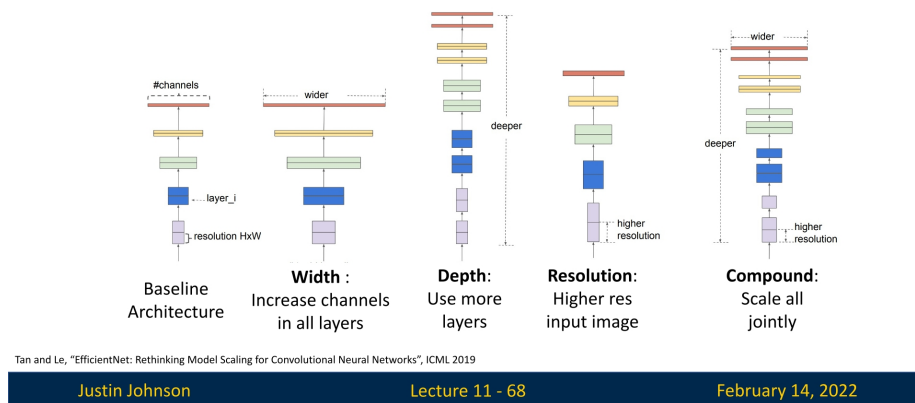 #channels
layer_i
resolution HxW
wider
deeper
higher
resolution
wider
deeper
higher
resolution
Baseline
Architecture
Width :
Increase channels
in all layers
Depth:
Use more
layers
Resolution:
Higher res
input image
Compound:
Scale all
jointly
Tan and Le, "EfficientNet: Rethinking Model Scaling for Convolutional Neural Networks", ICML 2019
Justin Johnson
Lecture 11 - 68
February 14, 2022